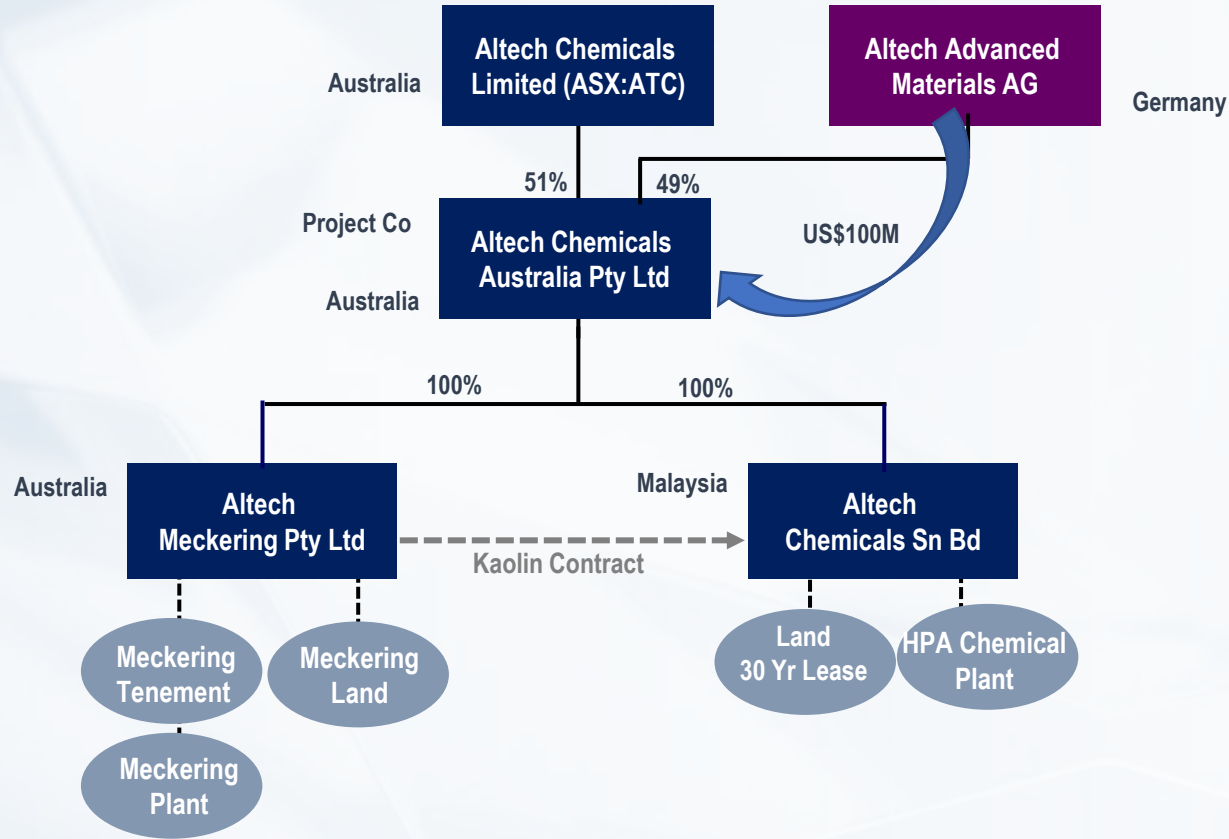 Altech Chemicals
Limited (ASX:ATC)
Altech Advanced
Materials AG
Australia
Germany
51%
49%
Project Co
Altech Chemicals
Australia Pty Ltd
US$100M
Australia
100%
100%
Australia
Altech
Meckering Pty Ltd
Malaysia
Altech
Chemicals Sn Bd
Kaolin Contract
Meckering
Tenement
Meckering
Land
Land
30 Yr Lease
HPA Chemical
Plant
Meckering
Plant